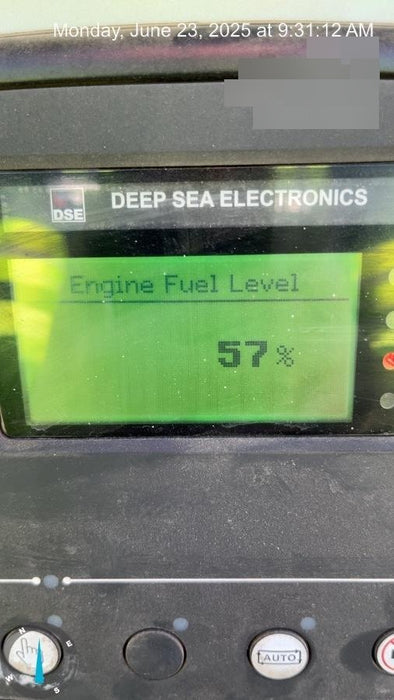 Monday, June 23, 2025 at 9:31:12 AM
DSE
DEEP SEA ELECTRONICS
Engine Fuel Level
57%
AUTO
N
E
W
S